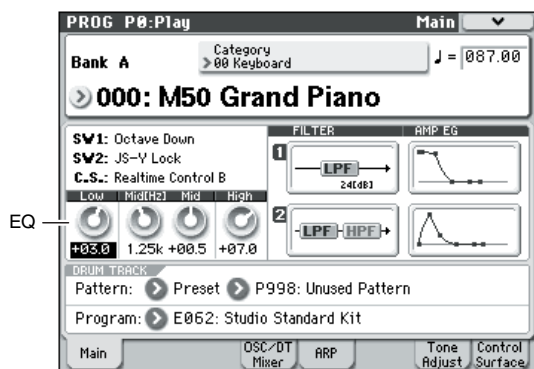 PROG P0:Play Main
Bank A
Category
00 Keyboard
♩ = 087.00
000: M50 Grand Piano
SW1: Octave Down
SW2: JS-Y Lock
C.S.: Realtime Control B
Low Mid[Hz] Mid High
EQ
+03.0 1.25k +00.5 +07.0
FILTER
1
LPF
24[dB]
2
LPF HPF
AMP EG
DRUM TRACK
Pattern: Preset P998: Unused Pattern
Program: E062: Studio Standard Kit
Main
OSC/DT
Mixer
ARP
Tone
Adjust
Control
Surface